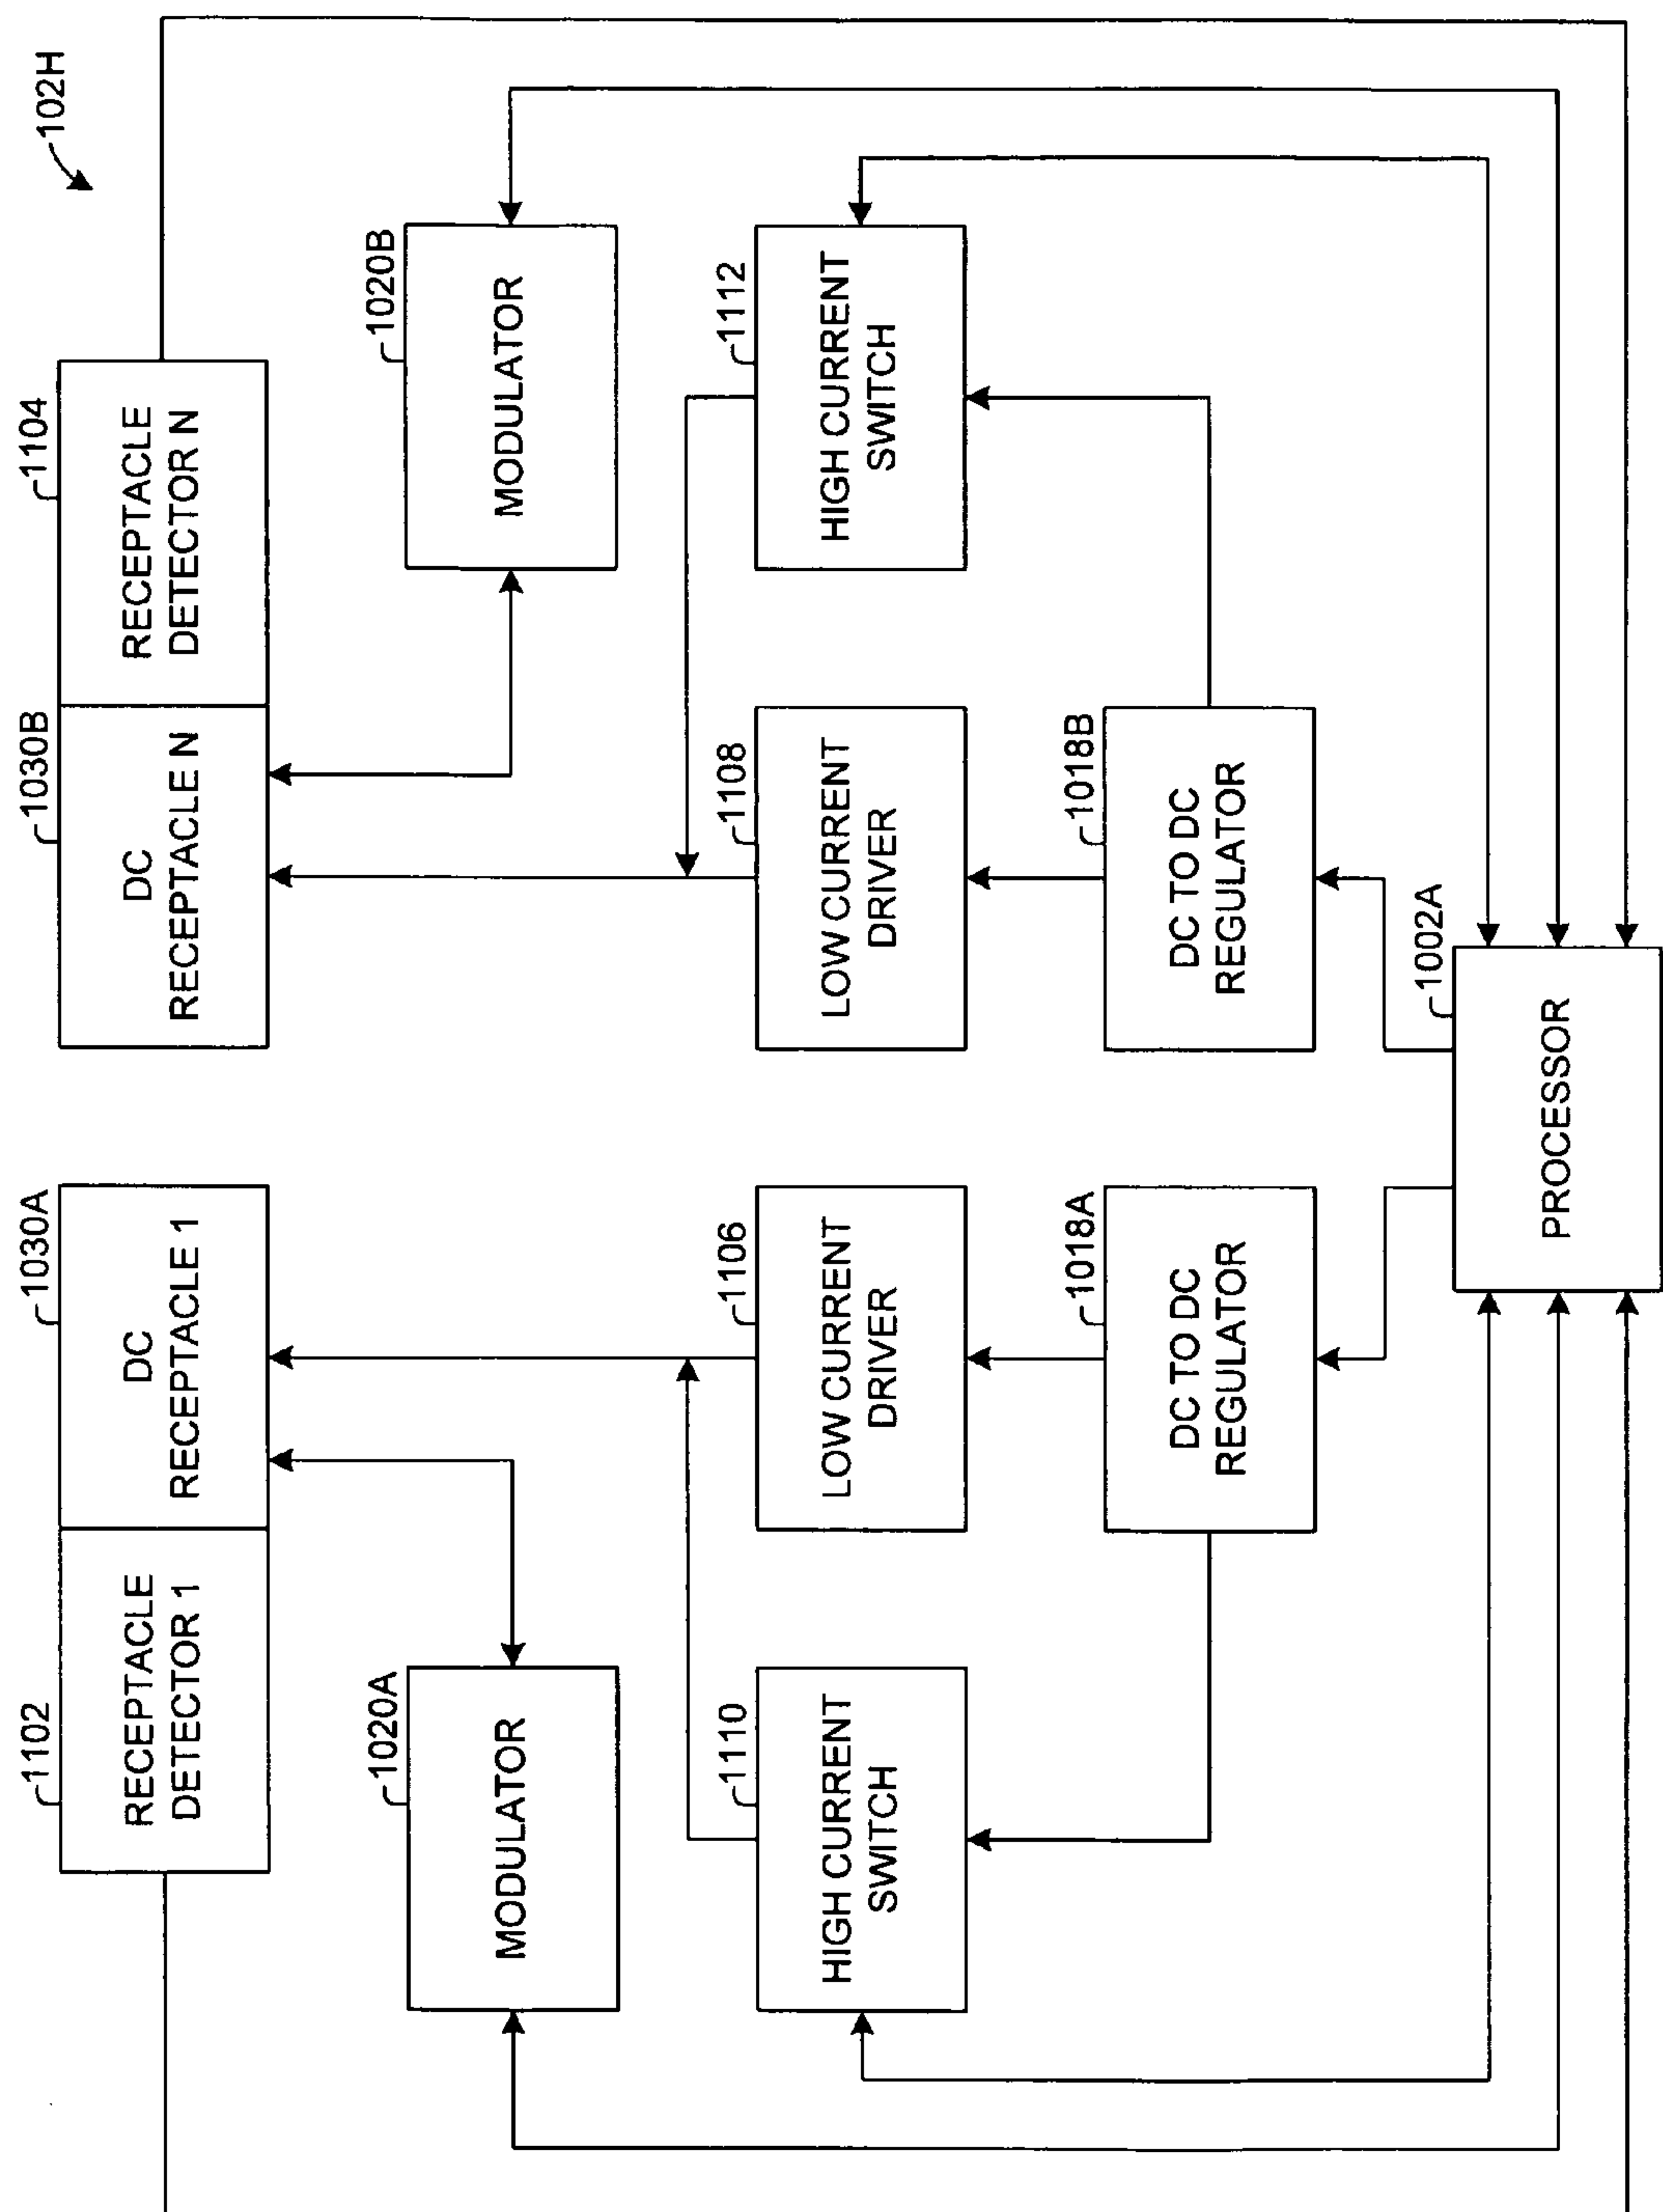 102H
1102
RECEPTACLE
DETECTOR 1
1030A
DC
RECEPTACLE 1
1030B
DC
RECEPTACLE N
1104
RECEPTACLE
DETECTOR N
1020A
MODULATOR
1020B
MODULATOR
1110
HIGH CURRENT
SWITCH
1106
LOW CURRENT
DRIVER
1108
LOW CURRENT
DRIVER
1112
HIGH CURRENT
SWITCH
1018A
DC TO DC
REGULATOR
1018B
DC TO DC
REGULATOR
1002A
PROCESSOR